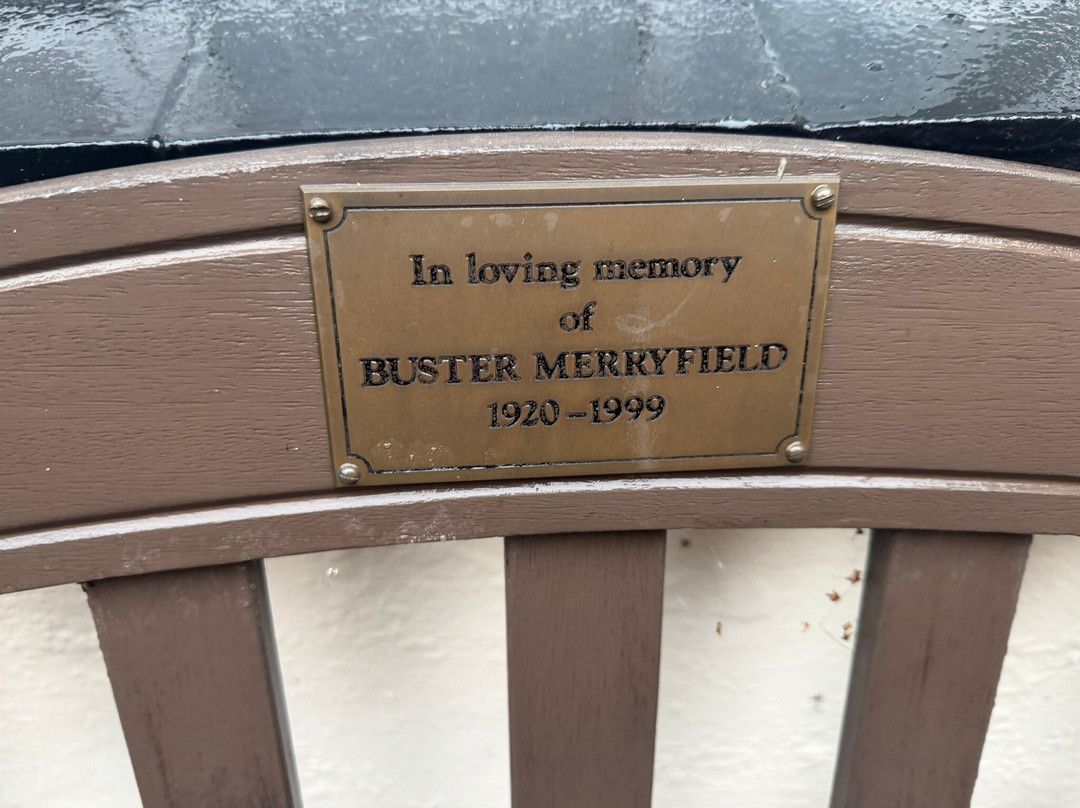 In loving memory
of
BUSTER MERRYFIELD
1920-1999